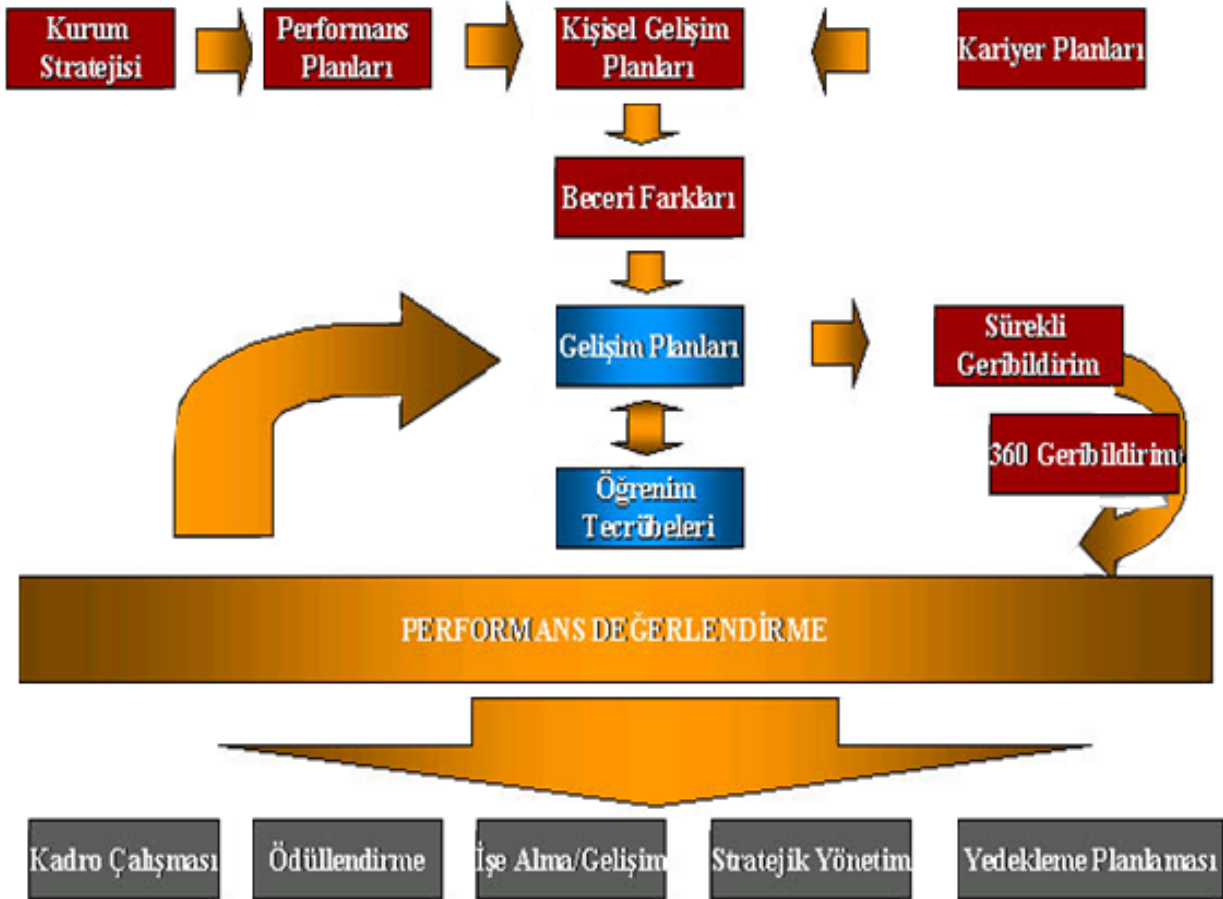 Kurum
Stratejisi
Performans
Planları
Kişisel Gelişim
Planları
Kariyer Planları
Beceri Farkları
Gelişim Planları
Sürekli
Geribildirim
360 Geribildirim
Öğrenim
Tecrübeleri
PERFORMANS DEĞERLENDİRME
Kadro Çalışması
Ödüllendirme
İşe Alma/Gelişim
Stratejik Yönetim
Yedekleme Planlaması